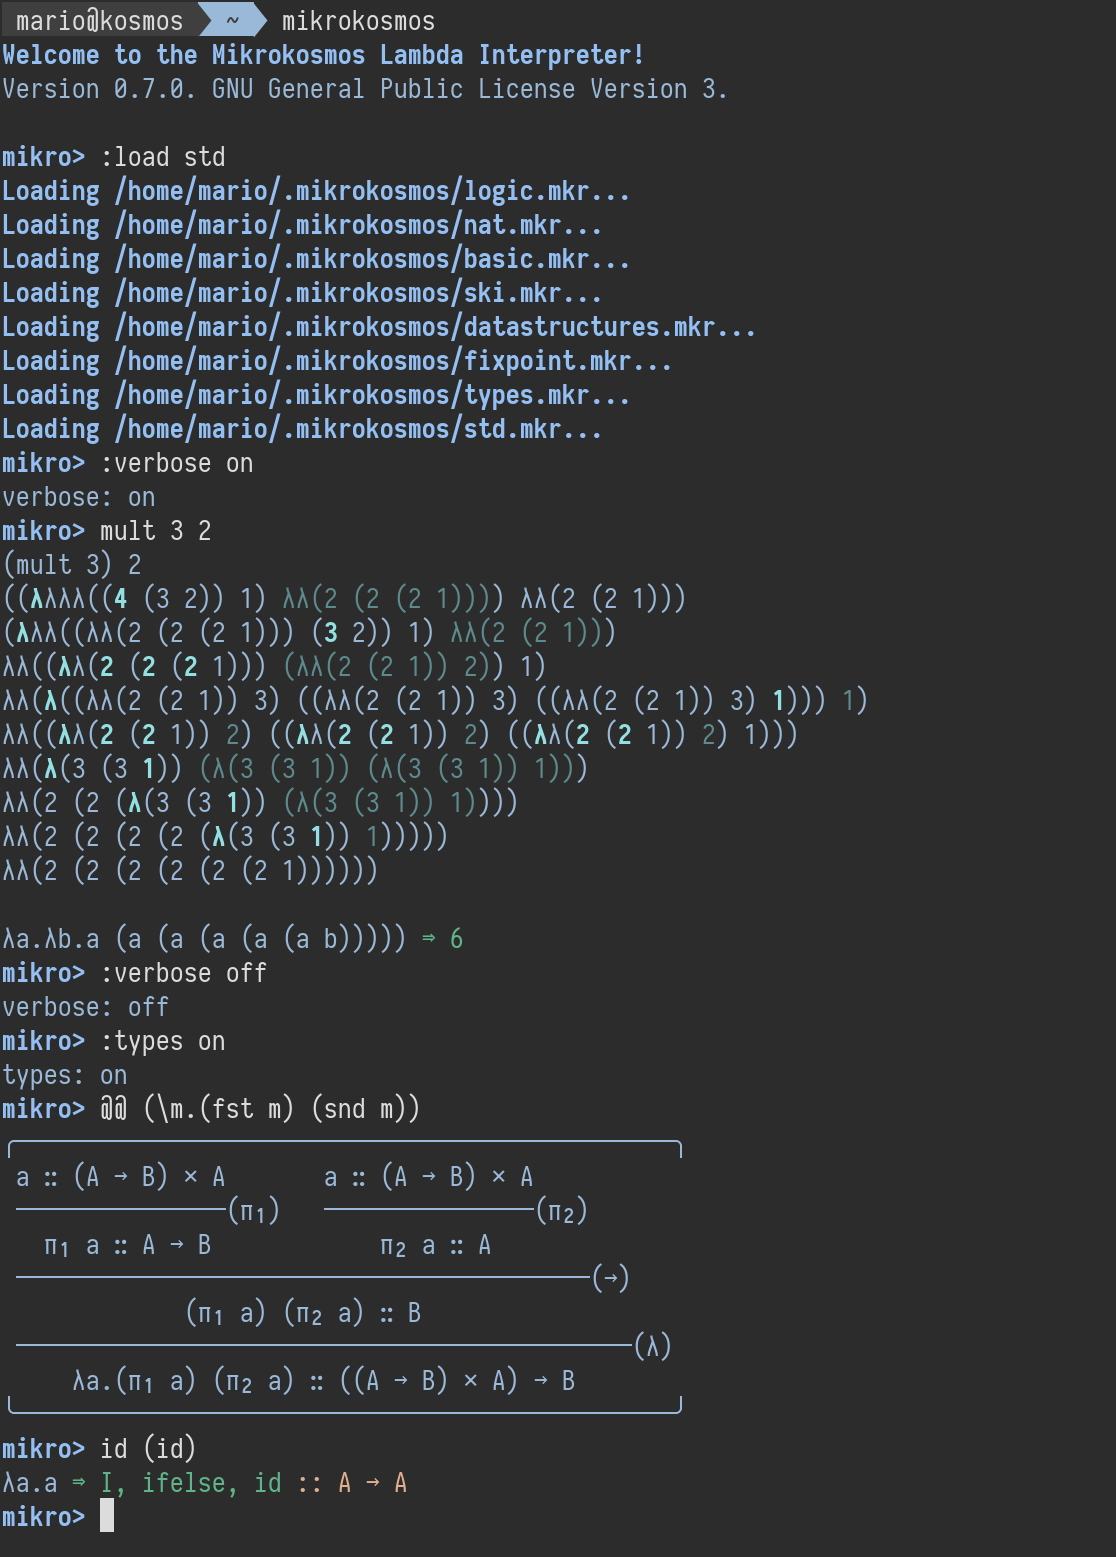 mario@kosmos ~ mikrokosmos
Welcome to the Mikrokosmos Lambda Interpreter!
Version 0.7.0. GNU General Public License Version 3.
mikro> :load std
Loading /home/mario/.mikrokosmos/logic.mkr...
Loading /home/mario/.mikrokosmos/nat.mkr...
Loading /home/mario/.mikrokosmos/basic.mkr...
Loading /home/mario/.mikrokosmos/ski.mkr...
Loading /home/mario/.mikrokosmos/datastructures.mkr...
Loading /home/mario/.mikrokosmos/fixpoint.mkr...
Loading /home/mario/.mikrokosmos/types.mkr...
Loading /home/mario/.mikrokosmos/std.mkr...
mikro> :verbose on
verbose: on
mikro> mult 3 2
(mult 3) 2
((λλλλ((4 (3 2)) 1) λλ(2 (2 (2 1)))) λλ(2 (2 1)))
(λλλ((λλ(2 (2 (2 1))) (3 2)) 1) λλ(2 (2 1)))
λλ((λλ(2 (2 (2 1))) (λλ(2 (2 1)) 2)) 1)
λλ(λ((λλ(2 (2 1)) 3) ((λλ(2 (2 1)) 3) ((λλ(2 (2 1)) 3) 1))) 1)
λλ((λλ(2 (2 1)) 2) ((λλ(2 (2 1)) 2) ((λλ(2 (2 1)) 2) 1)))
λλ(λ(3 (3 1)) (λ(3 (3 1)) (λ(3 (3 1)) 1)))
λλ(2 (2 (λ(3 (3 1)) (λ(3 (3 1)) 1))))
λλ(2 (2 (2 (2 (λ(3 (3 1)) 1)))))
λλ(2 (2 (2 (2 (2 (2 1))))))
λa.λb.a (a (a (a (a (a b))))) ⇒ 6
mikro> :verbose off
verbose: off
mikro> :types on
types: on
mikro> @@ (\m.(fst m) (snd m))
a :: (A → B) × A a :: (A → B) × A
(π₁) (π₂)
π₁ a :: A → B π₂ a :: A
(→)
(π₁ a) (π₂ a) :: B
(λ)
λa.(π₁ a) (π₂ a) :: ((A → B) × A) → B
mikro> id (id)
λa.a ⇒ I, ifelse, id :: A → A
mikro>